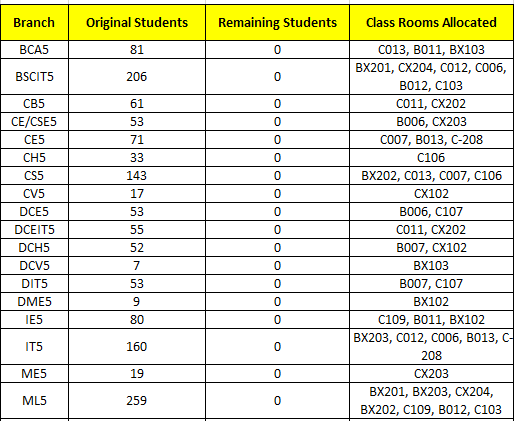 Branch Original Students Remaining Students Class Rooms Allocated
BCA5 81 0 C013, B011, BX103
BSCIT5 206 0 BX201, CX204, C012, C006,
B012, C103
CB5 61 0 C011, CX202
CE/CSE5 53 0 B006, CX203
CE5 71 0 C007, B013, C-208
CH5 33 0 C106
CS5 143 0 BX202, C013, C007, C106
CV5 17 0 CX102
DCE5 53 0 B006, C107
DCEIT5 55 0 C011, CX202
DCH5 52 0 B007, CX102
DCV5 7 0 BX103
DIT5 53 0 B007, C107
DME5 9 0 BX102
IE5 80 0 C109, B011, BX102
IT5 160 0 BX203, C012, C006, B013, C-
208
ME5 19 0 CX203
ML5 259 0 BX201, BX203, CX204,
BX202, C109, B012, C103